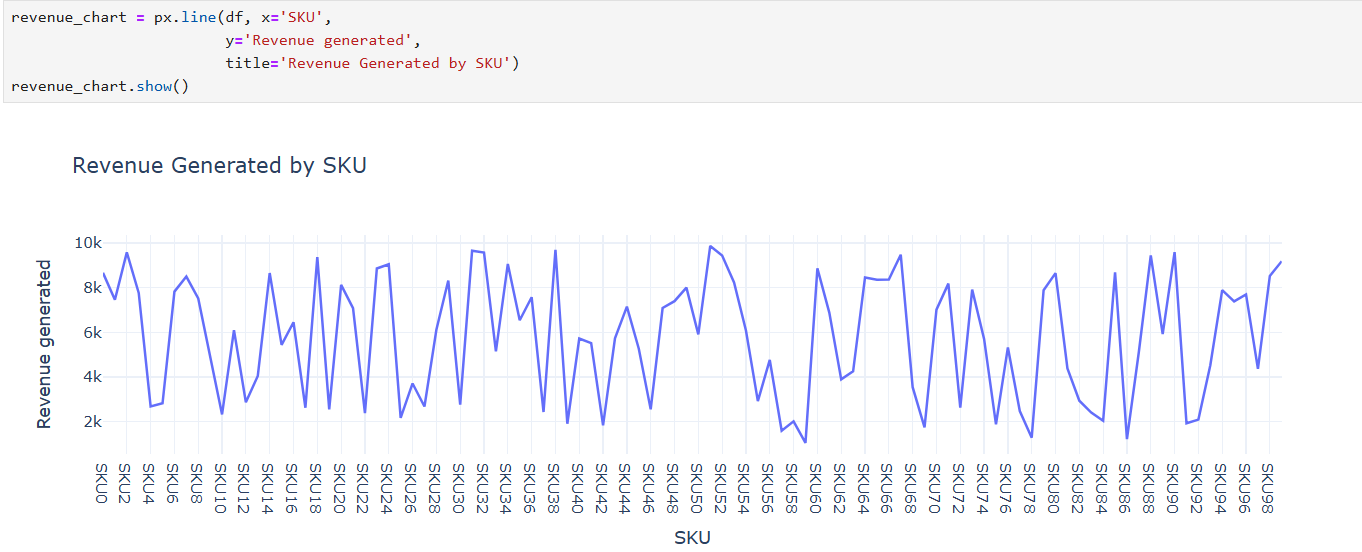 revenue_chart = px.line(df, x='SKU',
y='Revenue generated',
title='Revenue Generated by SKU')
revenue_chart.show()
Revenue Generated by SKU
10k
8k
6k
4k
2k
Revenue generated
SKU0
SKU2
SKU4
SKU6
SKU8
SKU10
SKU12
SKU14
SKU16
SKU18
SKU20
SKU22
SKU24
SKU26
SKU28
SKU30
SKU32
SKU34
SKU36
SKU38
SKU40
SKU42
SKU44
SKU46
SKU48
SKU50
SKU52
SKU54
SKU56
SKU58
SKU60
SKU62
SKU64
SKU66
SKU68
SKU70
SKU72
SKU74
SKU76
SKU78
SKU80
SKU82
SKU84
SKU86
SKU88
SKU90
SKU92
SKU94
SKU96
SKU98
SKU